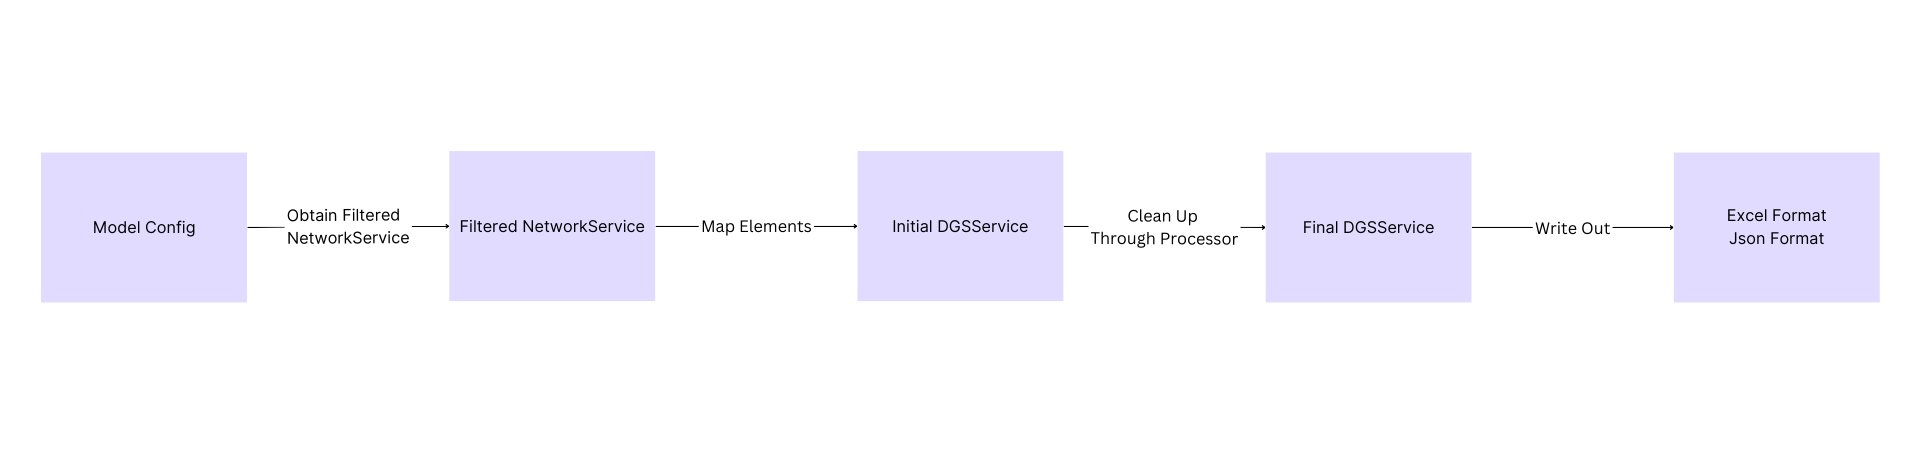 Model Config
Obtain Filtered
NetworkService
Filtered NetworkService
Map Elements
Initial DGSService
Clean Up
Through Processor
Final DGSService
Write Out
Excel Format
Json Format